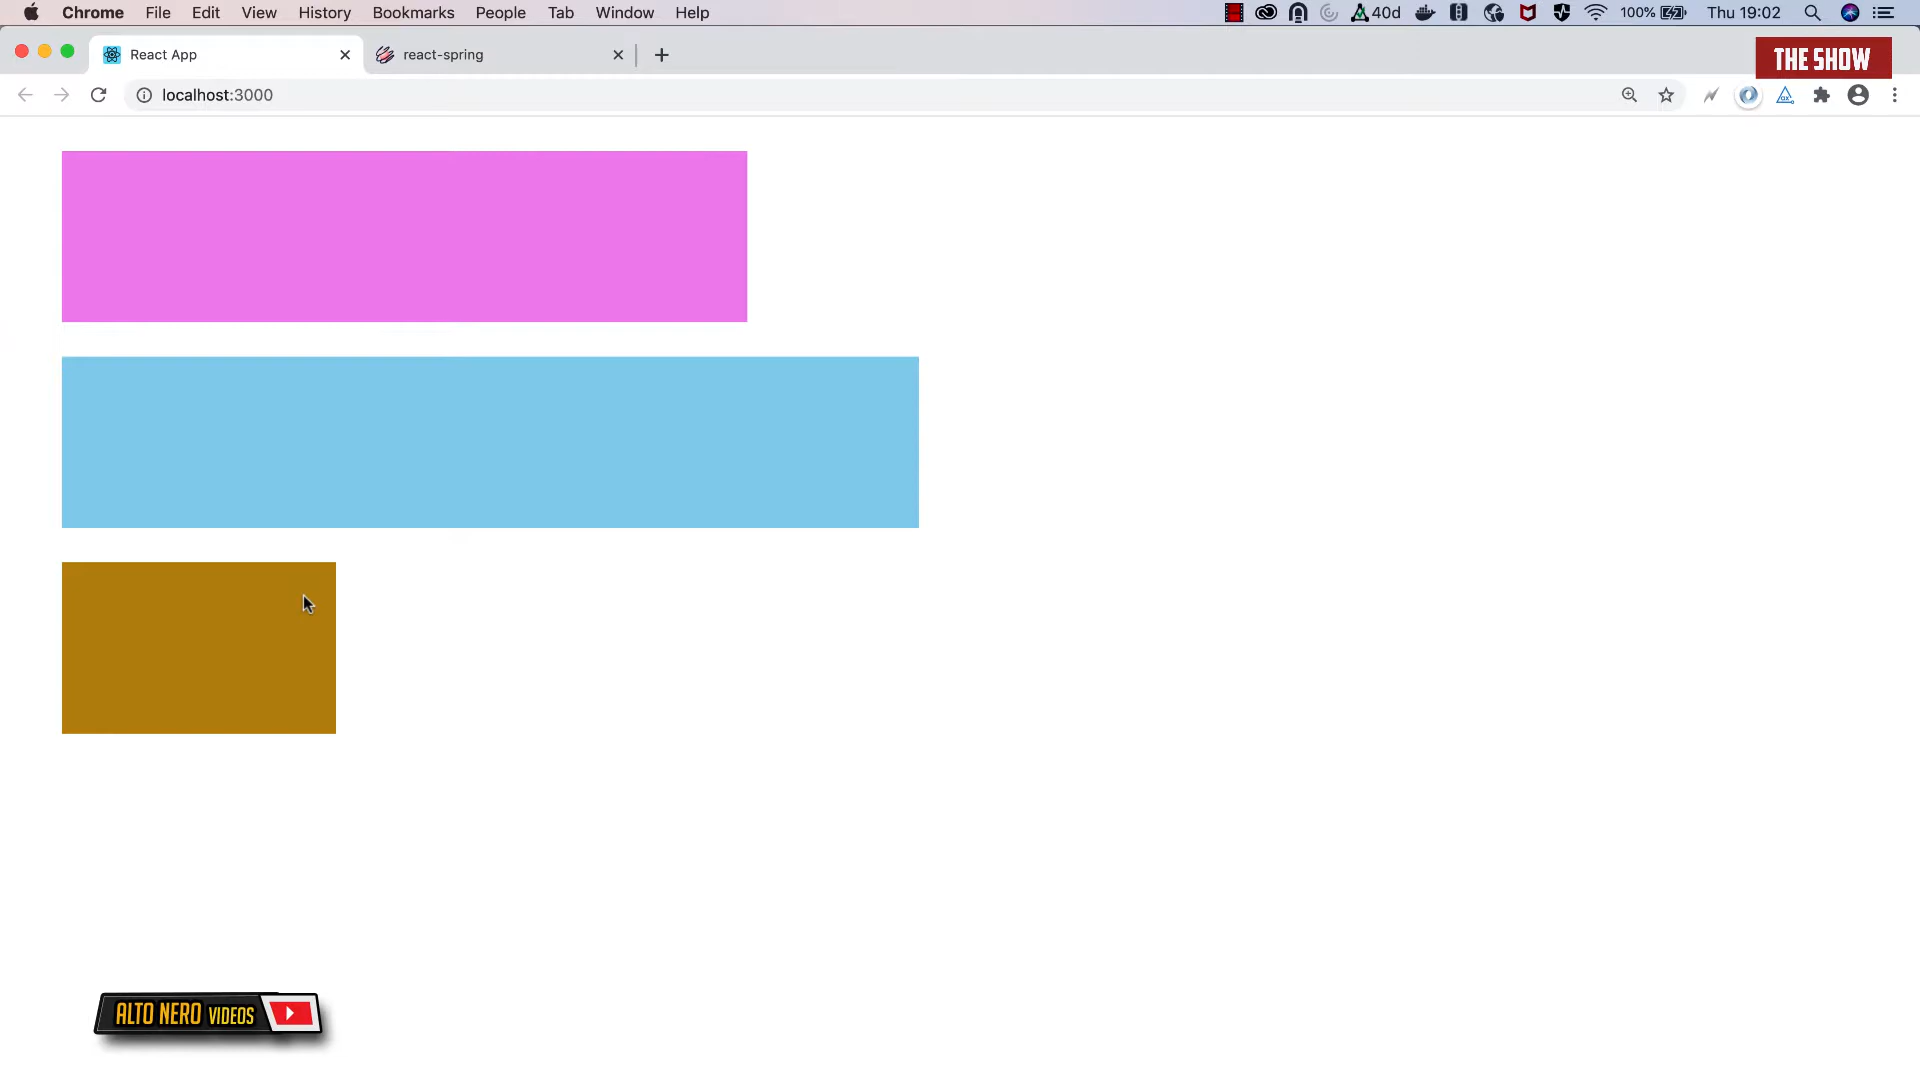 Chrome File Edit View History Bookmarks People Tab Window Help 40d 100% Thu 19:02
React App react-spring
THE SHOW
localhost:3000
ALTO NERO VIDEOS